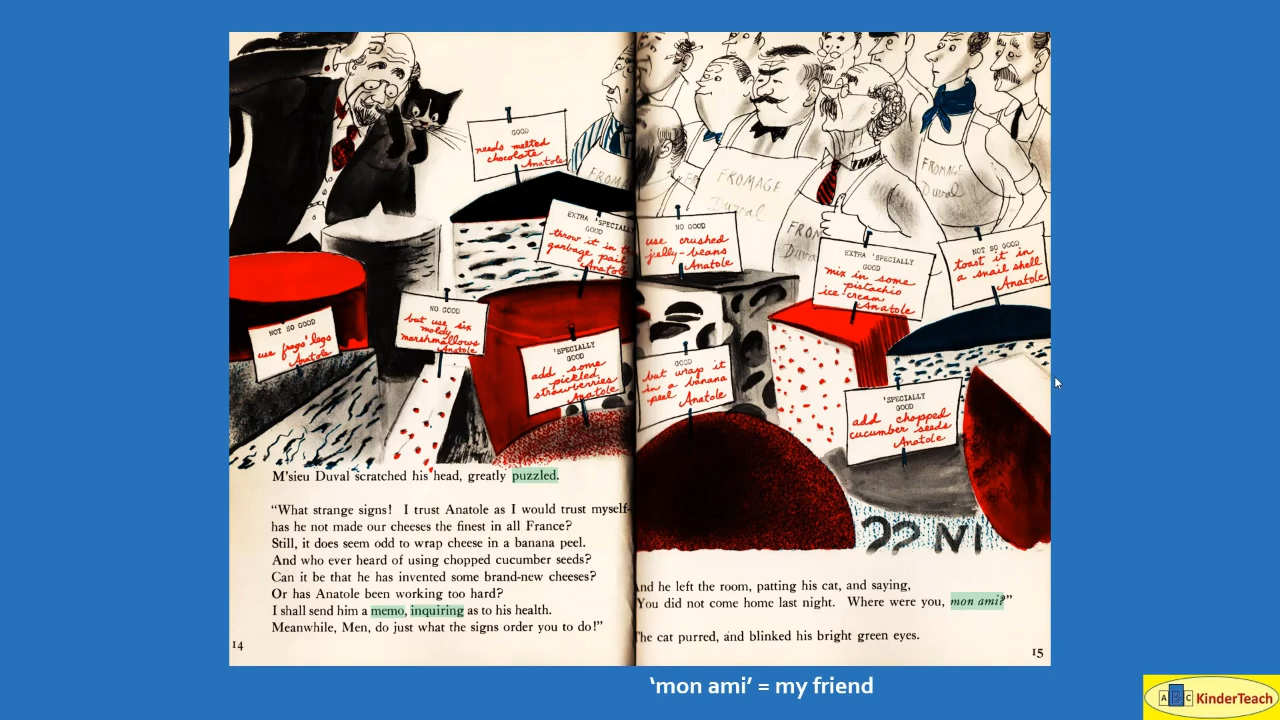 GOOD
needs melted
chocolate
Anatole
FROM
EXTRA 'SPECIALLY
GOOD
throw it in th
garbage pail
Anatole
NOT SO GOOD
use frogs' legs
Anatole
NO GOOD
but use six
moldy
marshmallows
Anatole
'SPECIALLY
GOOD
add some
pickled
strawberries
Anatole
M'sieu Duval scratched his head, greatly puzzled.
“What strange signs! I trust Anatole as I would trust myself-
has he not made our cheeses the finest in all France?
Still, it does seem odd to wrap cheese in a banana peel.
And who ever heard of using chopped cucumber seeds?
Can it be that he has invented some brand-new cheeses?
Or has Anatole been working too hard?
I shall send him a memo, inquiring as to his health.
Meanwhile, Men, do just what the signs order you to do!”
14
FROMAGE
Duval
FROM
Duva
FROMAGE
Duval
NO GOOD
use crushed
jelly-beans
Anatole
EXTRA 'SPECIALLY
GOOD
mix in some
pistachio
ice-cream
Anatole
NOT SO GOOD
toast it in
a snail shell
Anatole
GOOD
but wrap it
in a banana
peel Anatole
'SPECIALLY
GOOD
add chopped
cucumber seeds
Anatole
And he left the room, patting his cat, and saying,
You did not come home last night. Where were you, mon ami?”
The cat purred, and blinked his bright green eyes.
15
‘mon ami’ = my friend
ABC KinderTeach